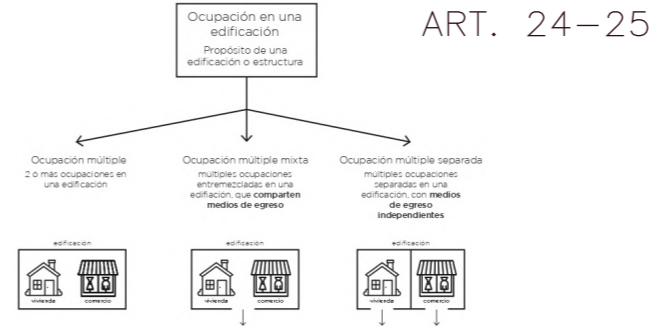 ART. 24-25
Ocupación en una
edificación
Propósito de una
edificación o estructura
Ocupación múltiple
2 ó más ocupaciones en
una edificación
Ocupación múltiple mixta
múltiples ocupaciones
entremezcladas en una
edifiación, que comparten
medios de egreso
Ocupación múltiple separada
múltiples ocupaciones
separadas en una
edificación, con medios
de egreso
independientes
edificación
vivienda
comercio
edificación
vivienda
comercio
edificación
vivienda
comercio